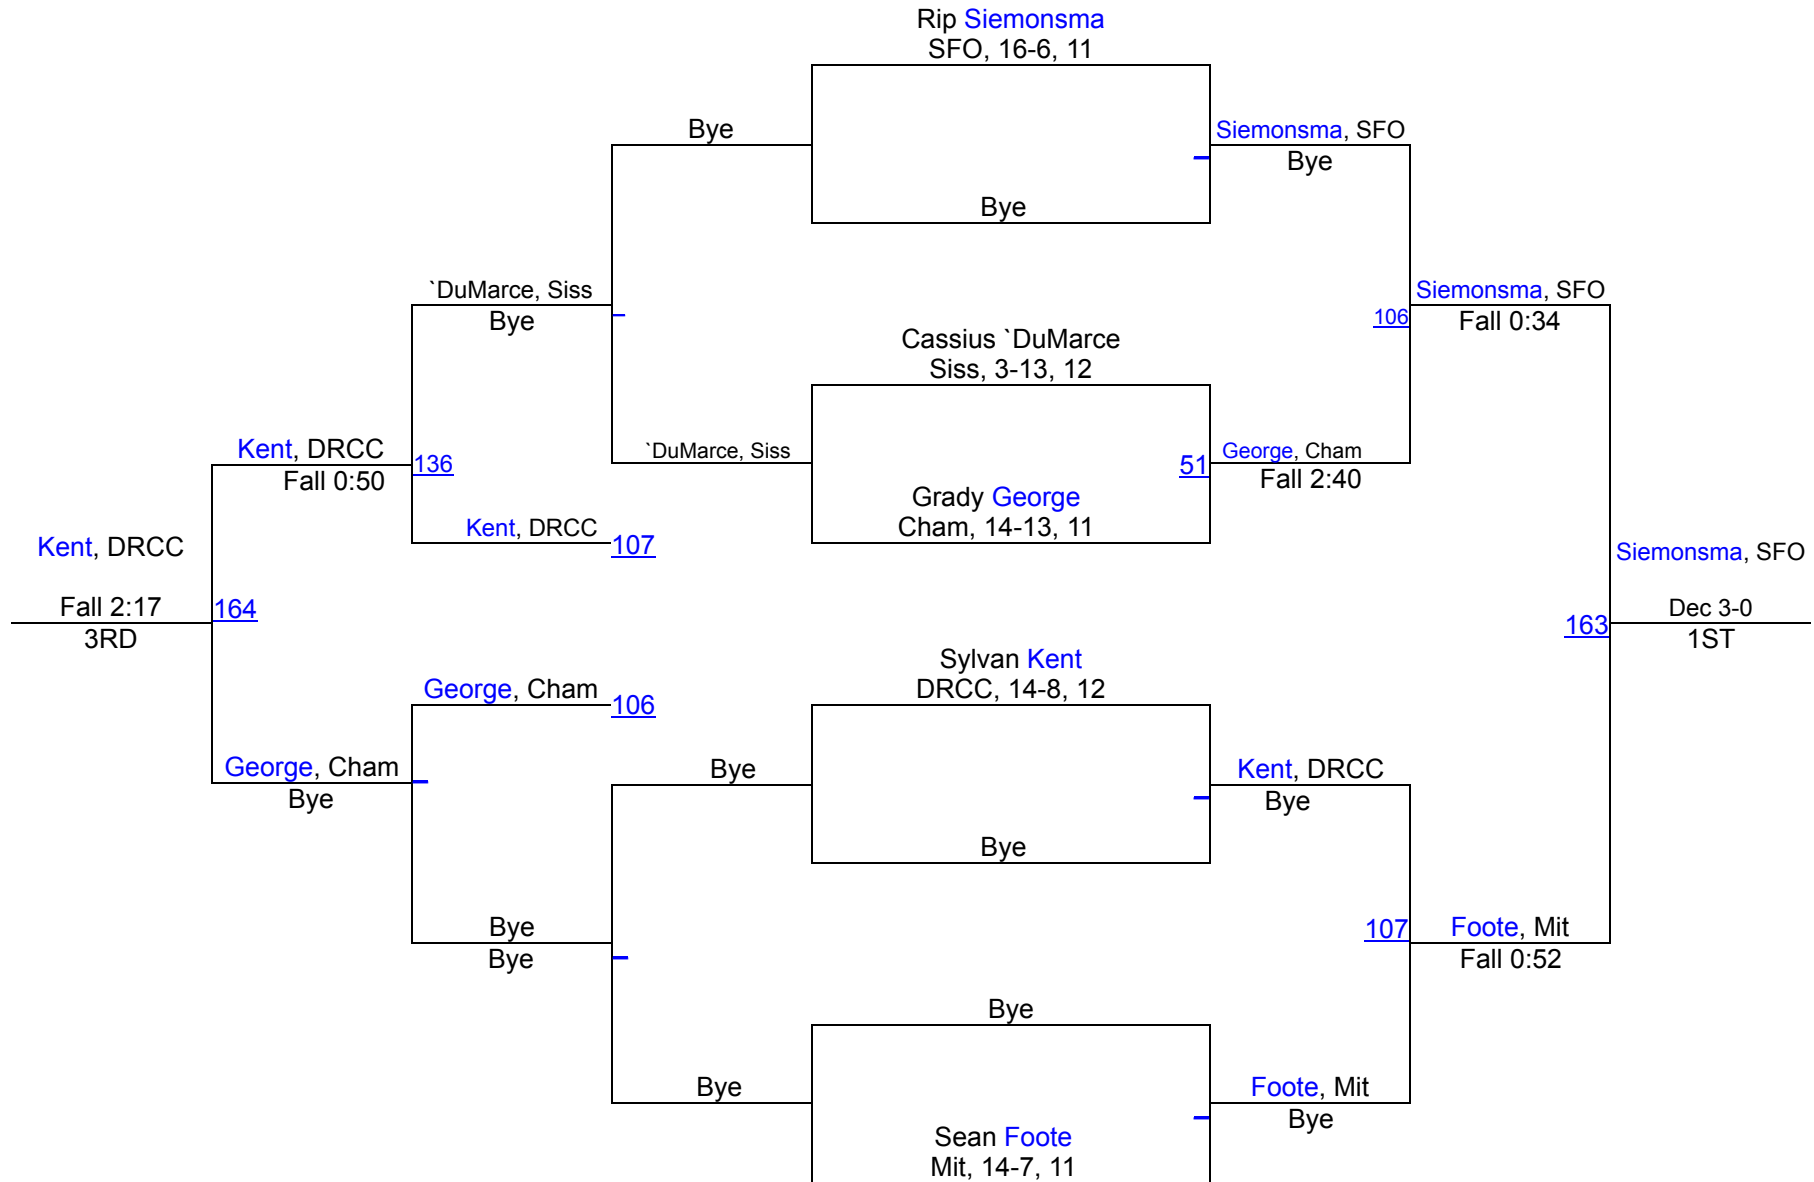 Rip Siemonsma
SFO, 16-6, 11
Bye
Siemonsma, SFO
Bye
Bye
`DuMarce, Siss
Bye
Siemonsma, SFO
106
Fall 0:34
Cassius `DuMarce
Siss, 3-13, 12
Kent, DRCC
136
Fall 0:50
`DuMarce, Siss
51
George, Cham
Fall 2:40
Grady George
Cham, 14-13, 11
Kent, DRCC
107
Kent, DRCC
Siemonsma, SFO
Fall 2:17
164
3RD
163
Dec 3-0
1ST
Sylvan Kent
DRCC, 14-8, 12
George, Cham
106
George, Cham
Bye
Bye
Kent, DRCC
Bye
Bye
Bye
Bye
107
Foote, Mit
Fall 0:52
Bye
Bye
Foote, Mit
Bye
Sean Foote
Mit, 14-7, 11